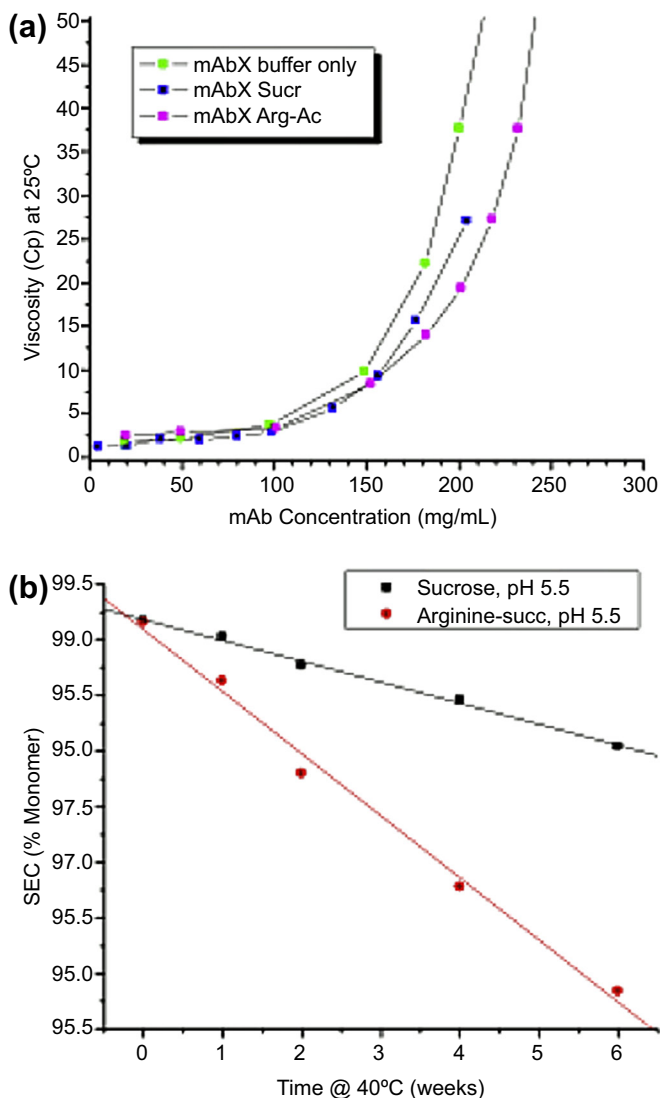 (a)
50
45
40
35
30
25
20
15
10
5
0
Viscosity (Cp) at 25ºC
mAbX buffer only
mAbX Sucr
mAbX Arg-Ac
0 50 100 150 200 250 300
mAb Concentration (mg/mL)
(b)
99.5
99.0
95.5
95.0
97.5
97.0
95.5
95.0
95.5
SEC (% Monomer)
Sucrose, pH 5.5
Arginine-succ, pH 5.5
0 1 2 3 4 5 6
Time @ 40ºC (weeks)